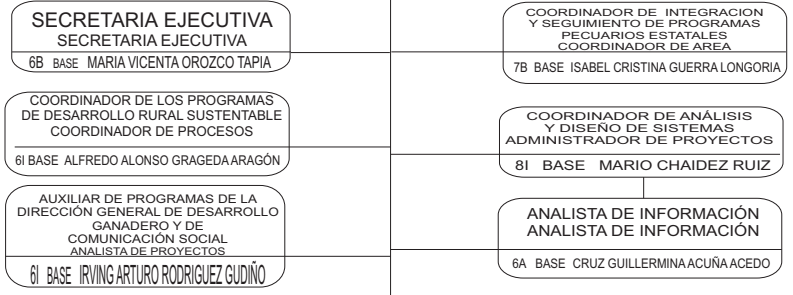 SECRETARIA EJECUTIVA
SECRETARIA EJECUTIVA
6B BASE MARIA VICENTA OROZCO TAPIA
COORDINADOR DE LOS PROGRAMAS
DE DESARROLLO RURAL SUSTENTABLE
COORDINADOR DE PROCESOS
6I BASE ALFREDO ALONSO GRAGEDA ARAGÓN
AUXILIAR DE PROGRAMAS DE LA
DIRECCIÓN GENERAL DE DESARROLLO
GANADERO Y DE
COMUNICACIÓN SOCIAL
ANALISTA DE PROYECTOS
6I BASE IRVING ARTURO RODRIGUEZ GUDIÑO
COORDINADOR DE INTEGRACION
Y SEGUIMIENTO DE PROGRAMAS
PECUARIOS ESTATALES
COORDINADOR DE AREA
7B BASE ISABEL CRISTINA GUERRA LONGORIA
COORDINADOR DE ANÁLISIS
Y DISEÑO DE SISTEMAS
ADMINISTRADOR DE PROYECTOS
8I BASE MARIO CHAIDEZ RUIZ
ANALISTA DE INFORMACIÓN
ANALISTA DE INFORMACIÓN
6A BASE CRUZ GUILLERMINA ACUÑA ACEDO